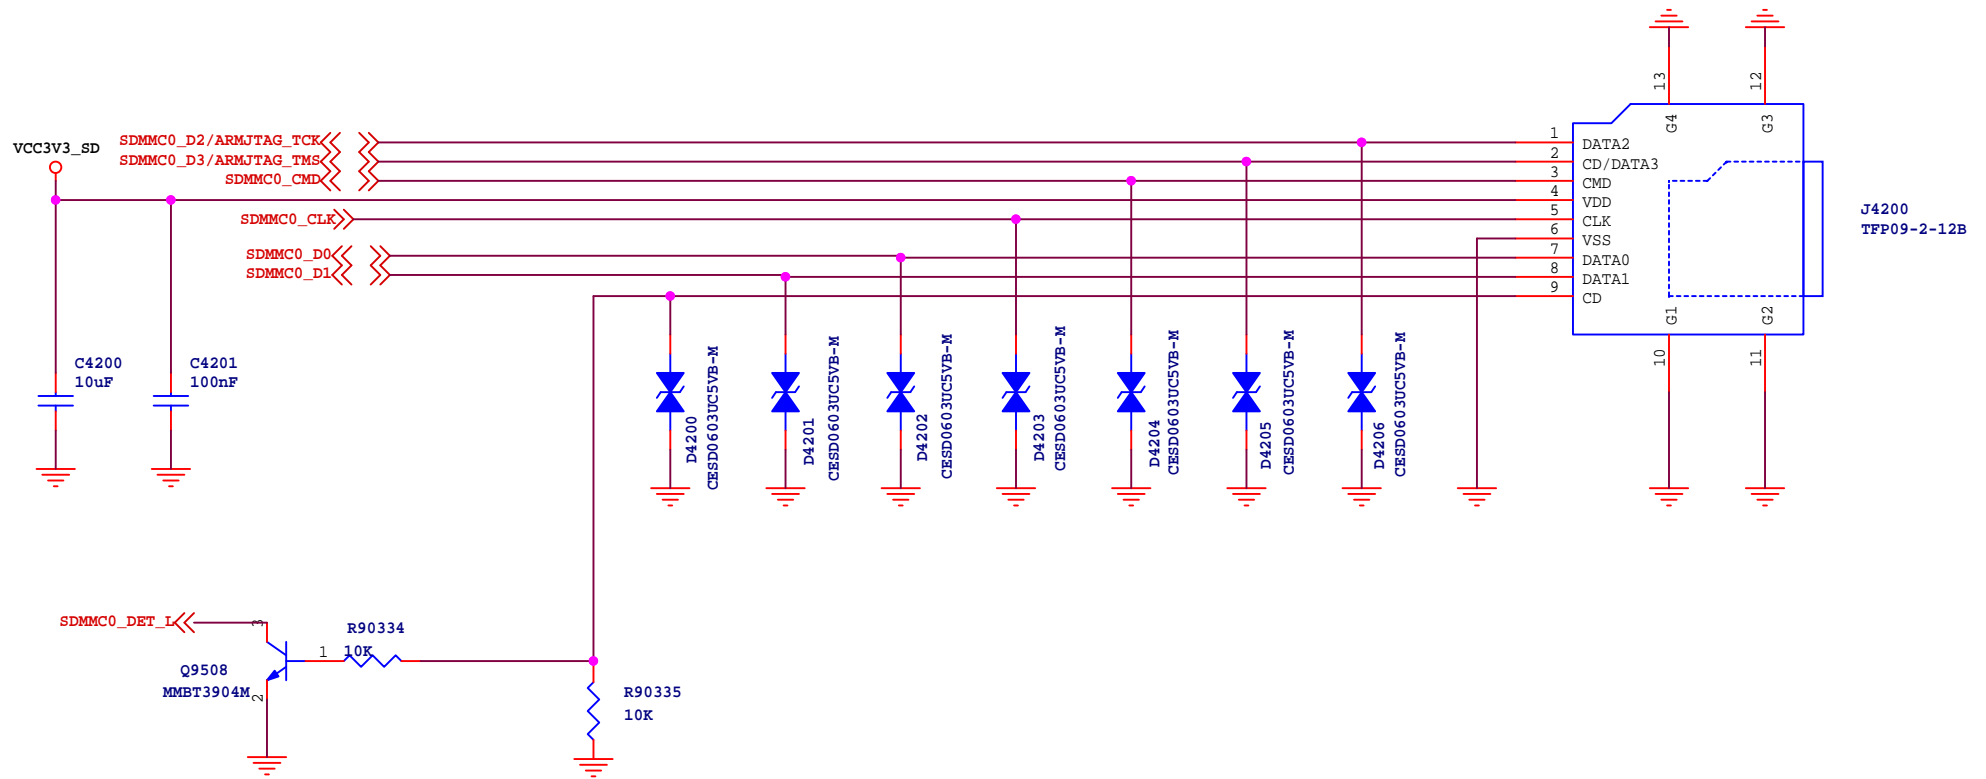 13
12
G4
G3
VCC3V3_SD
SDMMC0_D2/ARMJTAG_TCK
SDMMC0_D3/ARMJTAG_TMS
SDMMC0_CMD
SDMMC0_CLK
SDMMC0_D0
SDMMC0_D1
1 DATA2
2 CD/DATA3
3 CMD
4 VDD
5 CLK
6 VSS
7 DATA0
8 DATA1
9 CD
J4200
TFP09-2-12B
G1
G2
10
11
C4200
10uF
C4201
100nF
D4200
CESD0603UC5VB-M
D4201
CESD0603UC5VB-M
D4202
CESD0603UC5VB-M
D4203
CESD0603UC5VB-M
D4204
CESD0603UC5VB-M
D4205
CESD0603UC5VB-M
D4206
CESD0603UC5VB-M
SDMMC0_DET_L
3
1
2
Q9508
MMBT3904M
R90334
10K
R90335
10K